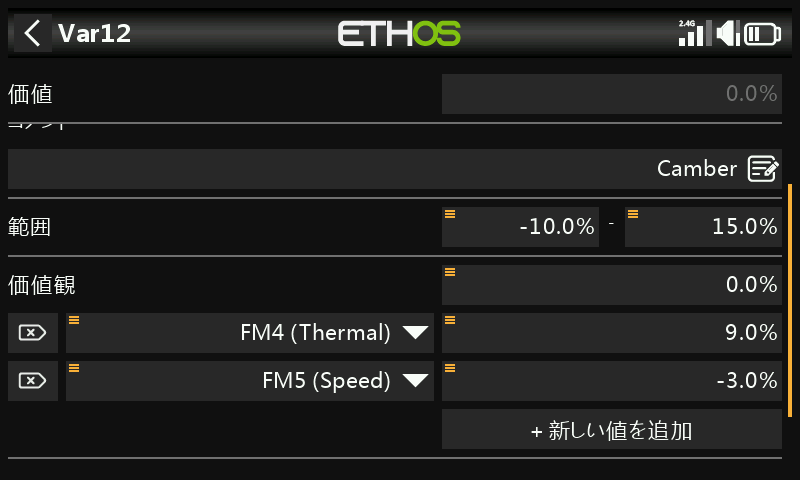 Var12 ETHOS 2.4G
価値 0.0%
コメント
Camber
範囲 -10.0% - 15.0%
価値観 0.0%
FM4 (Thermal) 9.0%
FM5 (Speed) -3.0%
+ 新しい値を追加